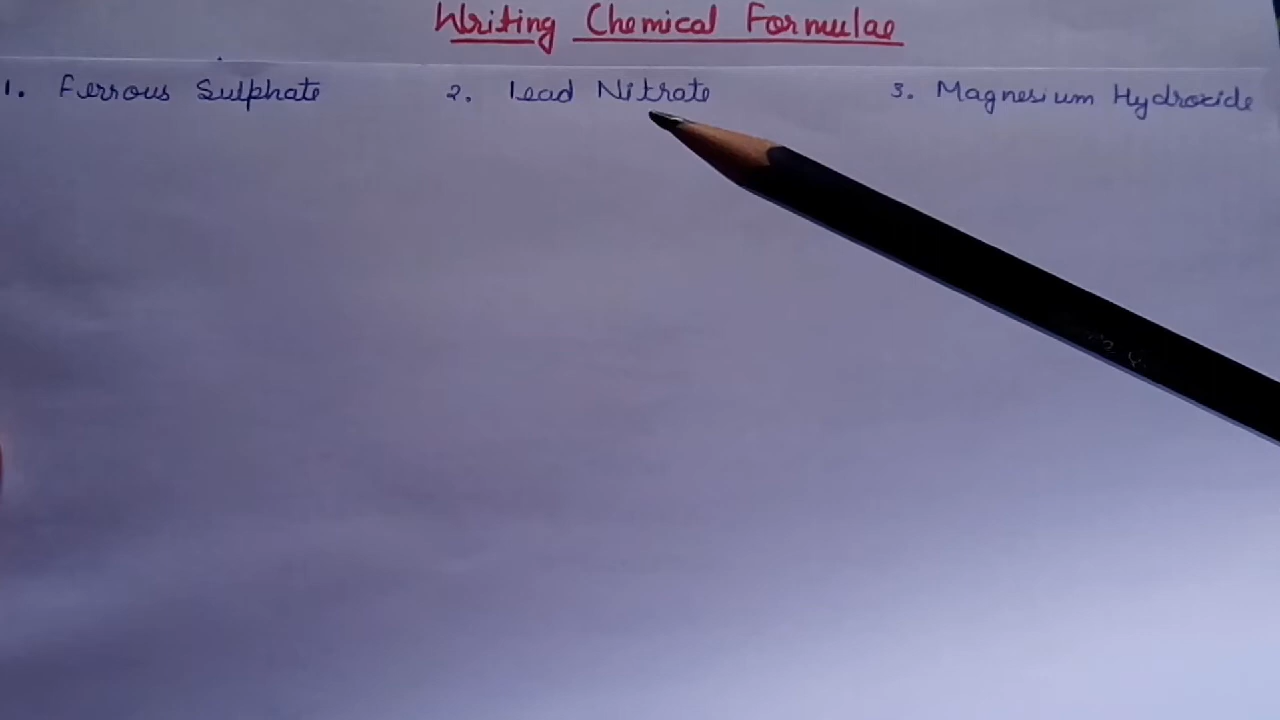 Writing Chemical Formulae
1. Ferrous Sulphate 2. Lead Nitrate 3. Magnesium Hydroxide